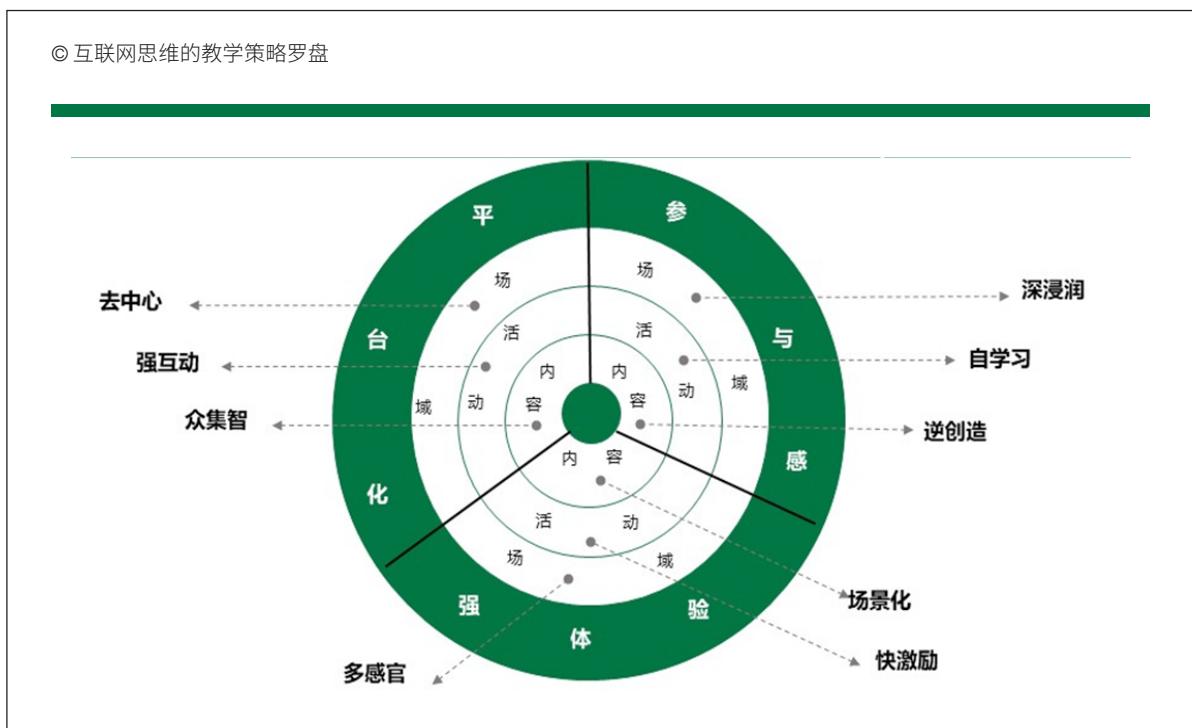 © 互联网思维的教学策略罗盘
平台化
参与感
强体验
场域
活动
内容
场域
活动
内容
内容
活动
场域
去中心
强互动
众集智
深浸润
自学习
逆创造
场景化
快激励
多感官